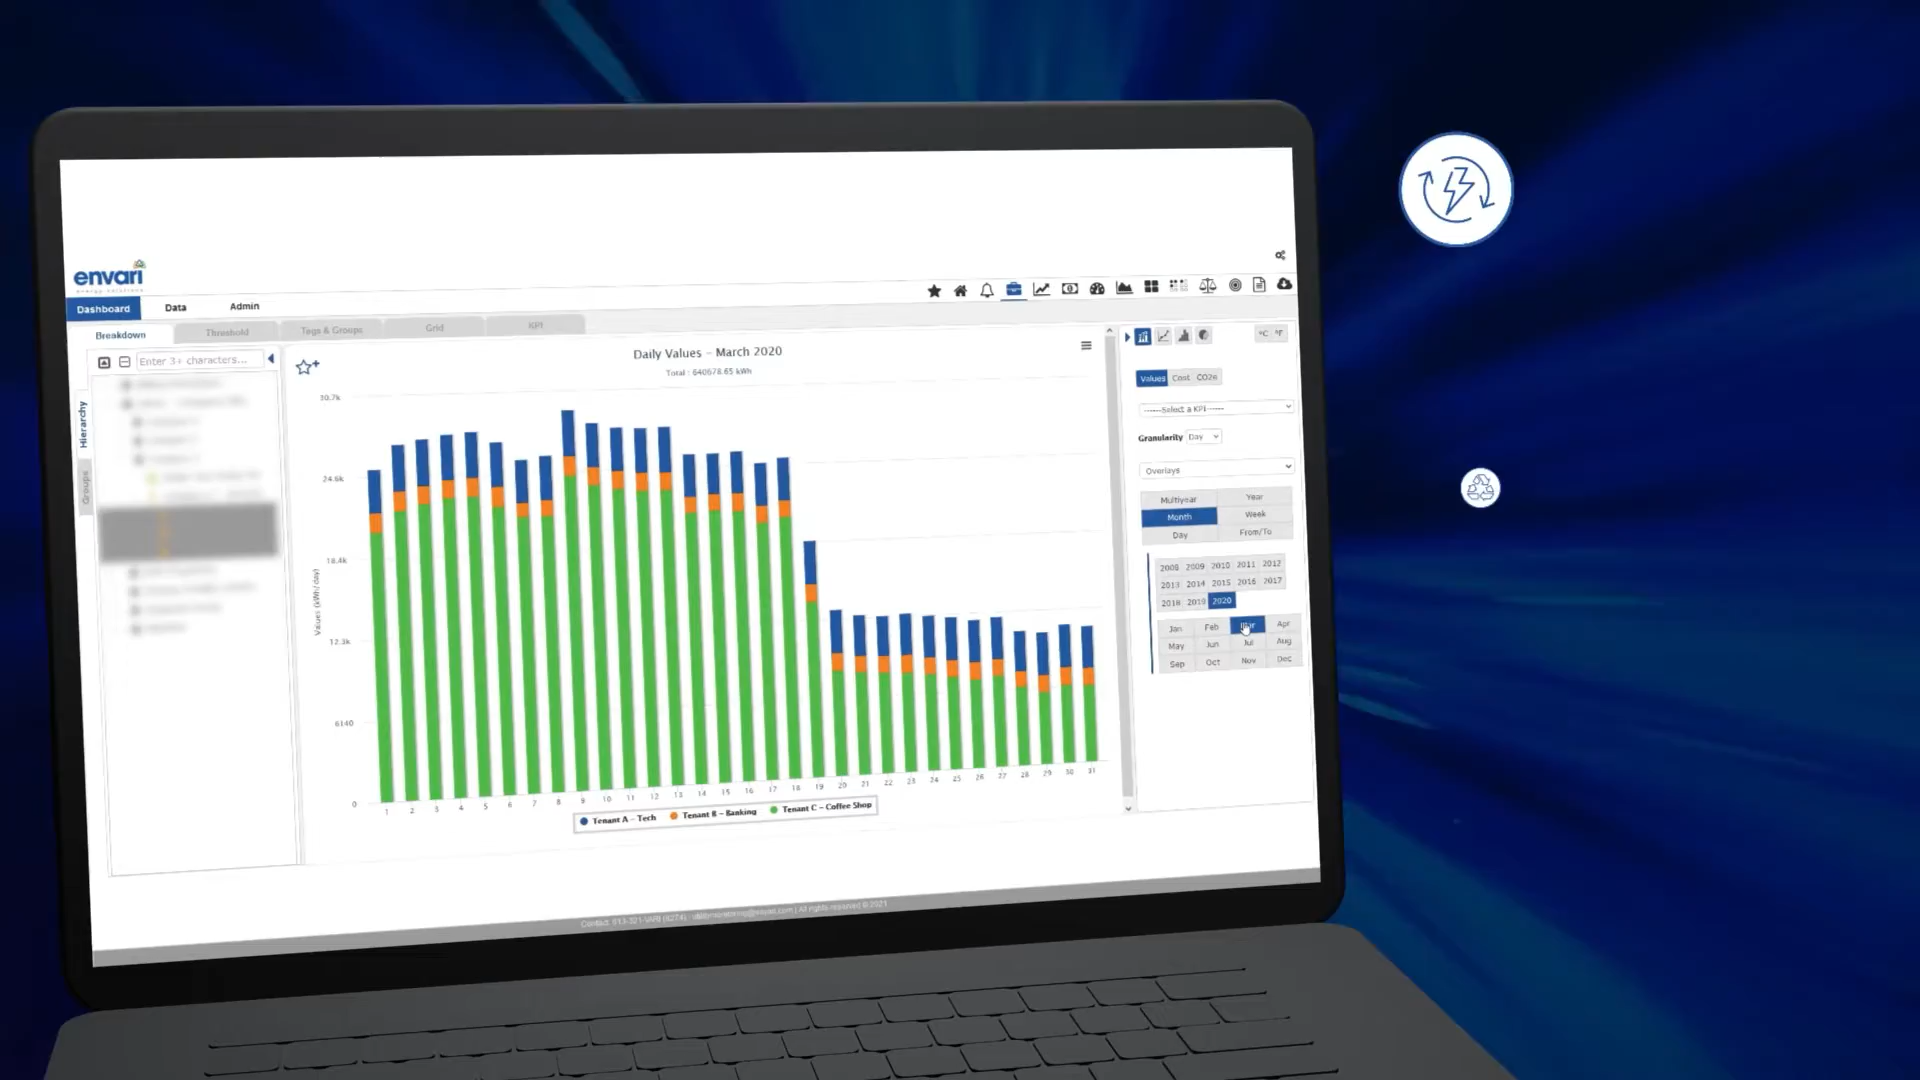 envari
energy solutions
Dashboard Data Admin
Breakdown Threshold Tags & Groups Grid KPI
Enter 3+ characters...
Hierarchy
Groups
Daily Values – March 2020
Total : 640678.65 kWh
30.7k
24.6k
18.4k
12.3k
6140
0
Values (kWh/day)
1 2 3 4 5 6 7 8 9 10 11 12 13 14 15 16 17 18 19 20 21 22 23 24 25 26 27 28 29 30 31
Tenant A – Tech Tenant B – Banking Tenant C – Coffee Shop
°C °F
Values Cost CO2e
------Select a KPI------
Granularity Day
Overlays
Multiyear Year
Month Week
Day From/To
2008 2009 2010 2011 2012
2013 2014 2015 2016 2017
2018 2019 2020
Jan Feb Mar Apr
May Jun Jul Aug
Sep Oct Nov Dec
All rights reserved © 2021